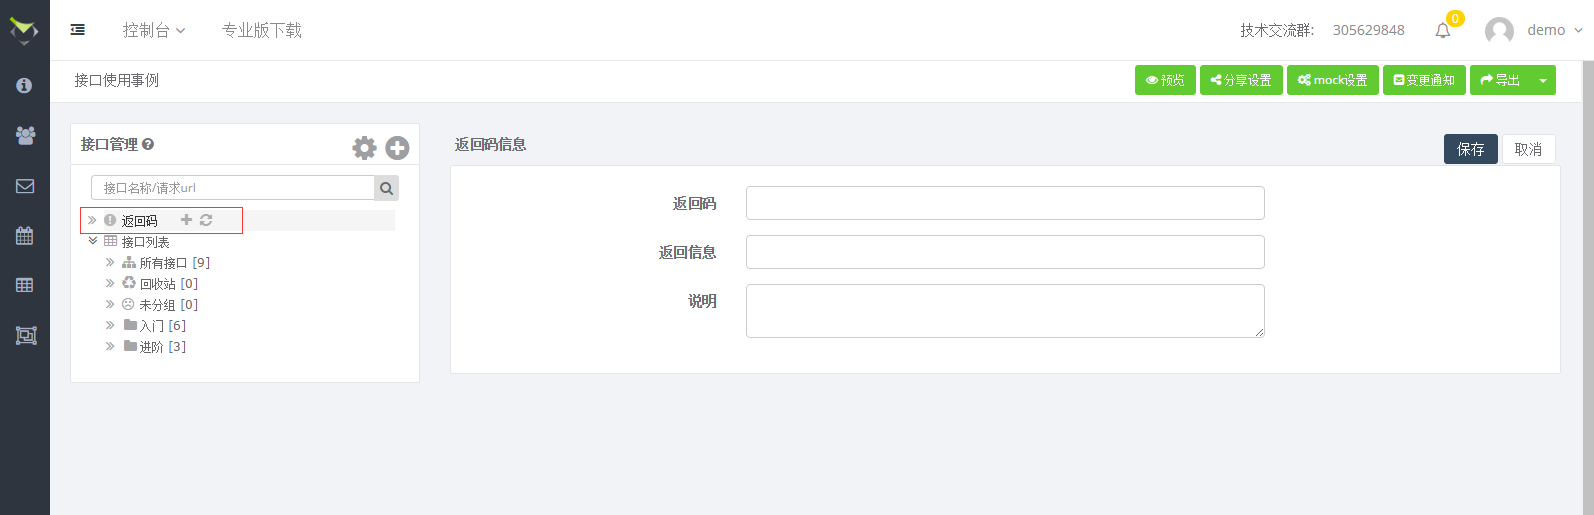 控制台 专业版下载 技术交流群: 305629848 0 demo
接口使用事例 预览 分享设置 mock设置 变更通知 导出
接口管理
接口名称/请求url
返回码
接口列表
所有接口 [9]
回收站 [0]
未分组 [0]
入门 [6]
进阶 [3]
返回码信息 保存 取消
返回码
返回信息
说明